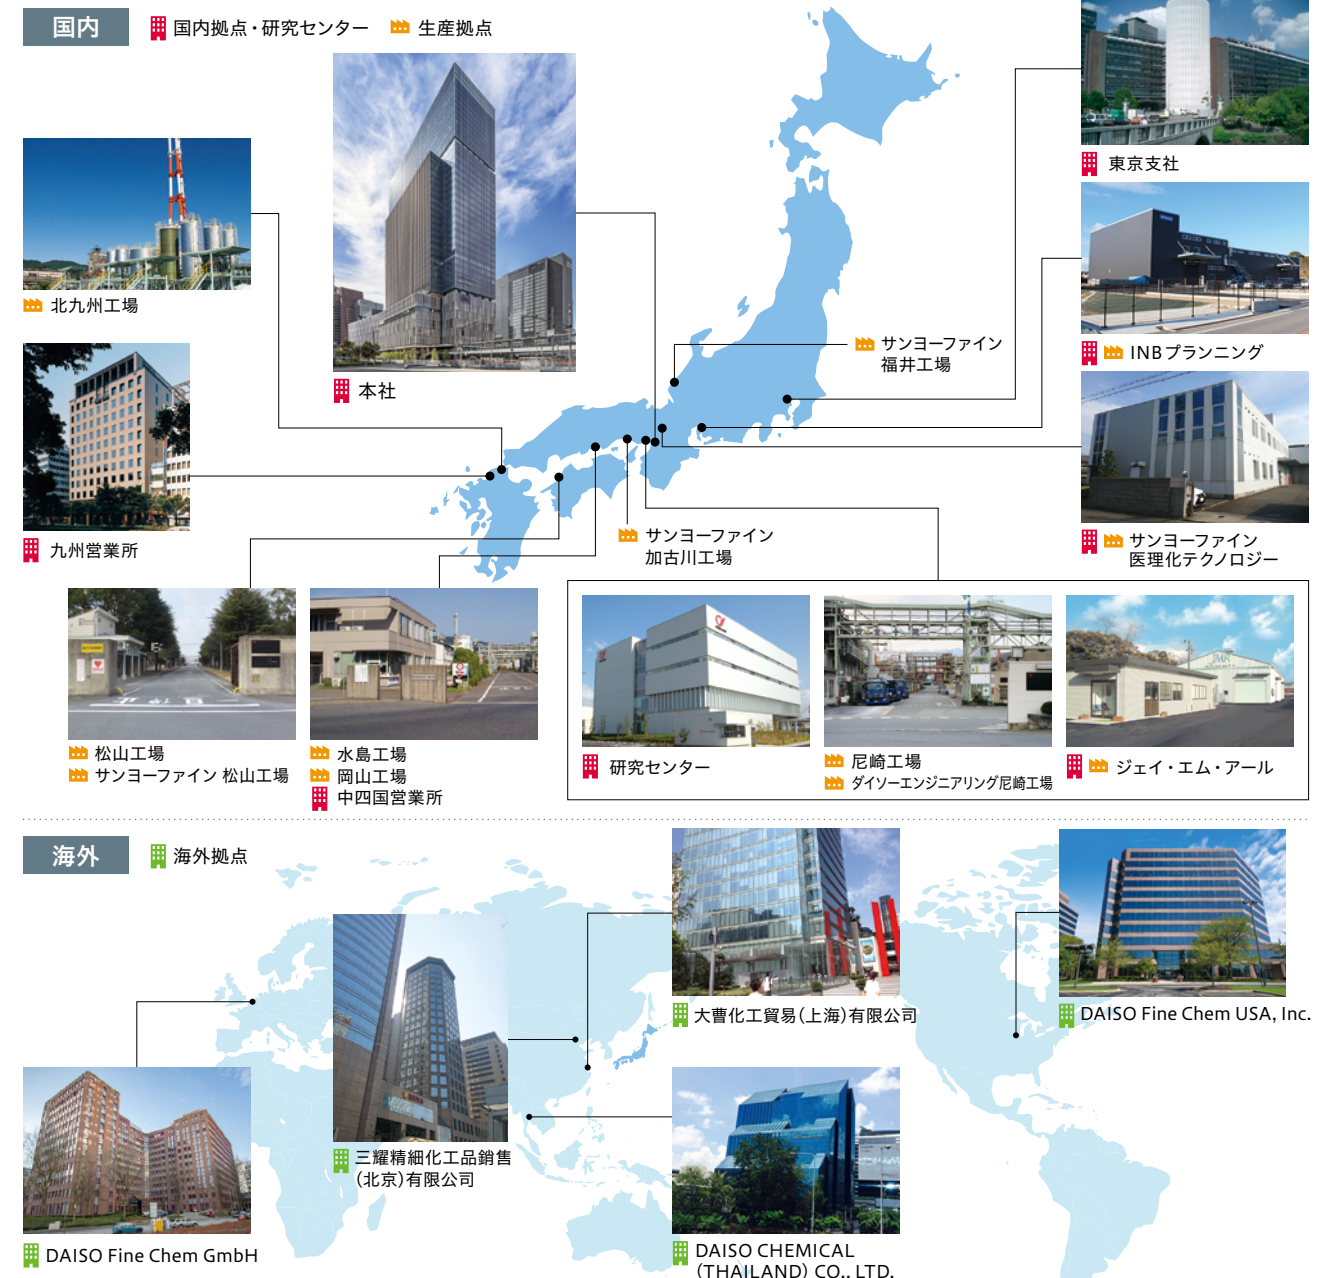 国内
国内拠点・研究センター
生産拠点
東京支社
北九州工場
INBプランニング
サンヨーファイン
福井工場
本社
サンヨーファイン
加古川工場
サンヨーファイン
医理化テクノロジー
九州営業所
JMR
松山工場
サンヨーファイン 松山工場
水島工場
岡山工場
中四国営業所
研究センター
尼崎工場
ダイソーエンジニアリング尼崎工場
ジェイ・エム・アール
海外
海外拠点
大曹化工貿易(上海)有限公司
DAISO Fine Chem USA, Inc.
三耀精細化工品銷售
(北京)有限公司
DAISO Fine Chem GmbH
DAISO CHEMICAL
(THAILAND) CO., LTD.